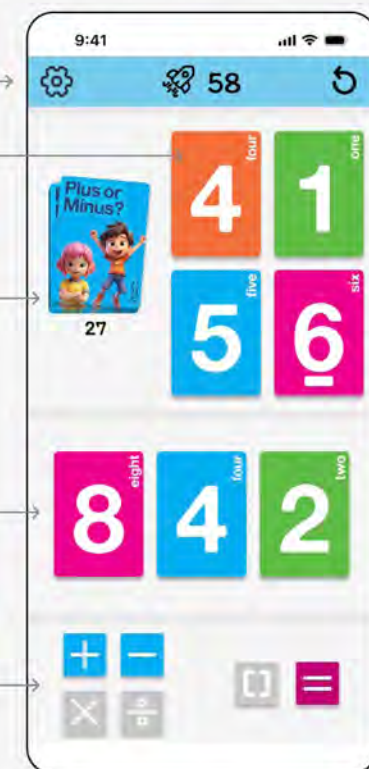 9:41
58
Plus or
Minus?
27
4 four
1 one
5 five
6 six
8 eight
4 four
2 two
+ −
× ÷
[ ] =